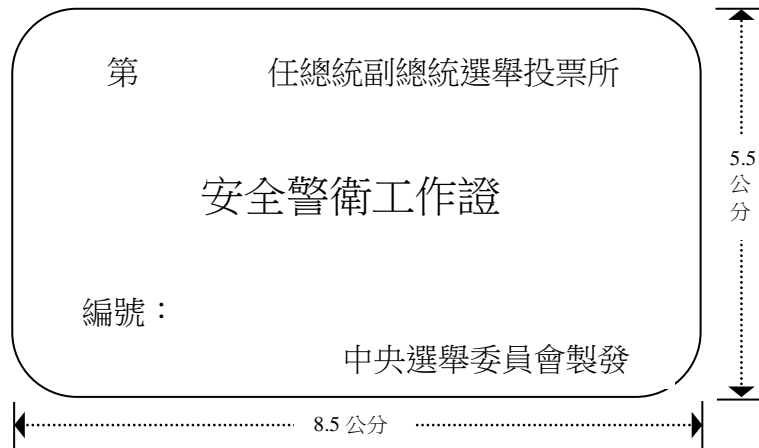 第　　　任總統副總統選舉投票所
安全警衛工作證
編號：
中央選舉委員會製發
5.5
公
分
8.5 公分